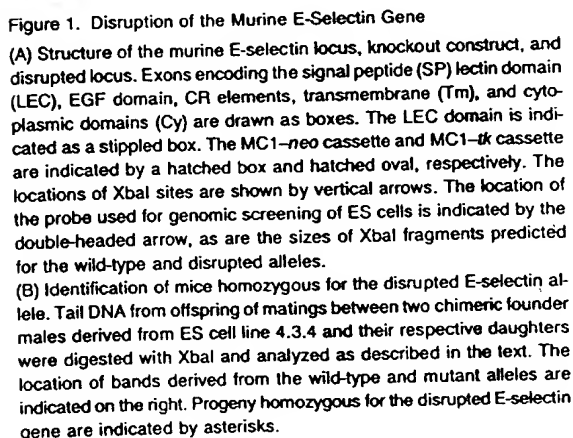 Figure 1. Disruption of the Murine E-Selectin Gene
(A) Structure of the murine E-selectin locus, knockout construct, and
disrupted locus. Exons encoding the signal peptide (SP) lectin domain
(LEC), EGF domain, CR elements, transmembrane (Tm), and cyto-
plasmic domains (Cy) are drawn as boxes. The LEC domain is indi-
cated as a stippled box. The MC1–neo cassette and MC1–tk cassette
are indicated by a hatched box and hatched oval, respectively. The
locations of XbaI sites are shown by vertical arrows. The location of
the probe used for genomic screening of ES cells is indicated by the
double-headed arrow, as are the sizes of XbaI fragments predicted
for the wild-type and disrupted alleles.
(B) Identification of mice homozygous for the disrupted E-selectin al-
lele. Tail DNA from offspring of matings between two chimeric founder
males derived from ES cell line 4.3.4 and their respective daughters
were digested with XbaI and analyzed as described in the text. The
location of bands derived from the wild-type and mutant alleles are
indicated on the right. Progeny homozygous for the disrupted E-selectin
gene are indicated by asterisks.